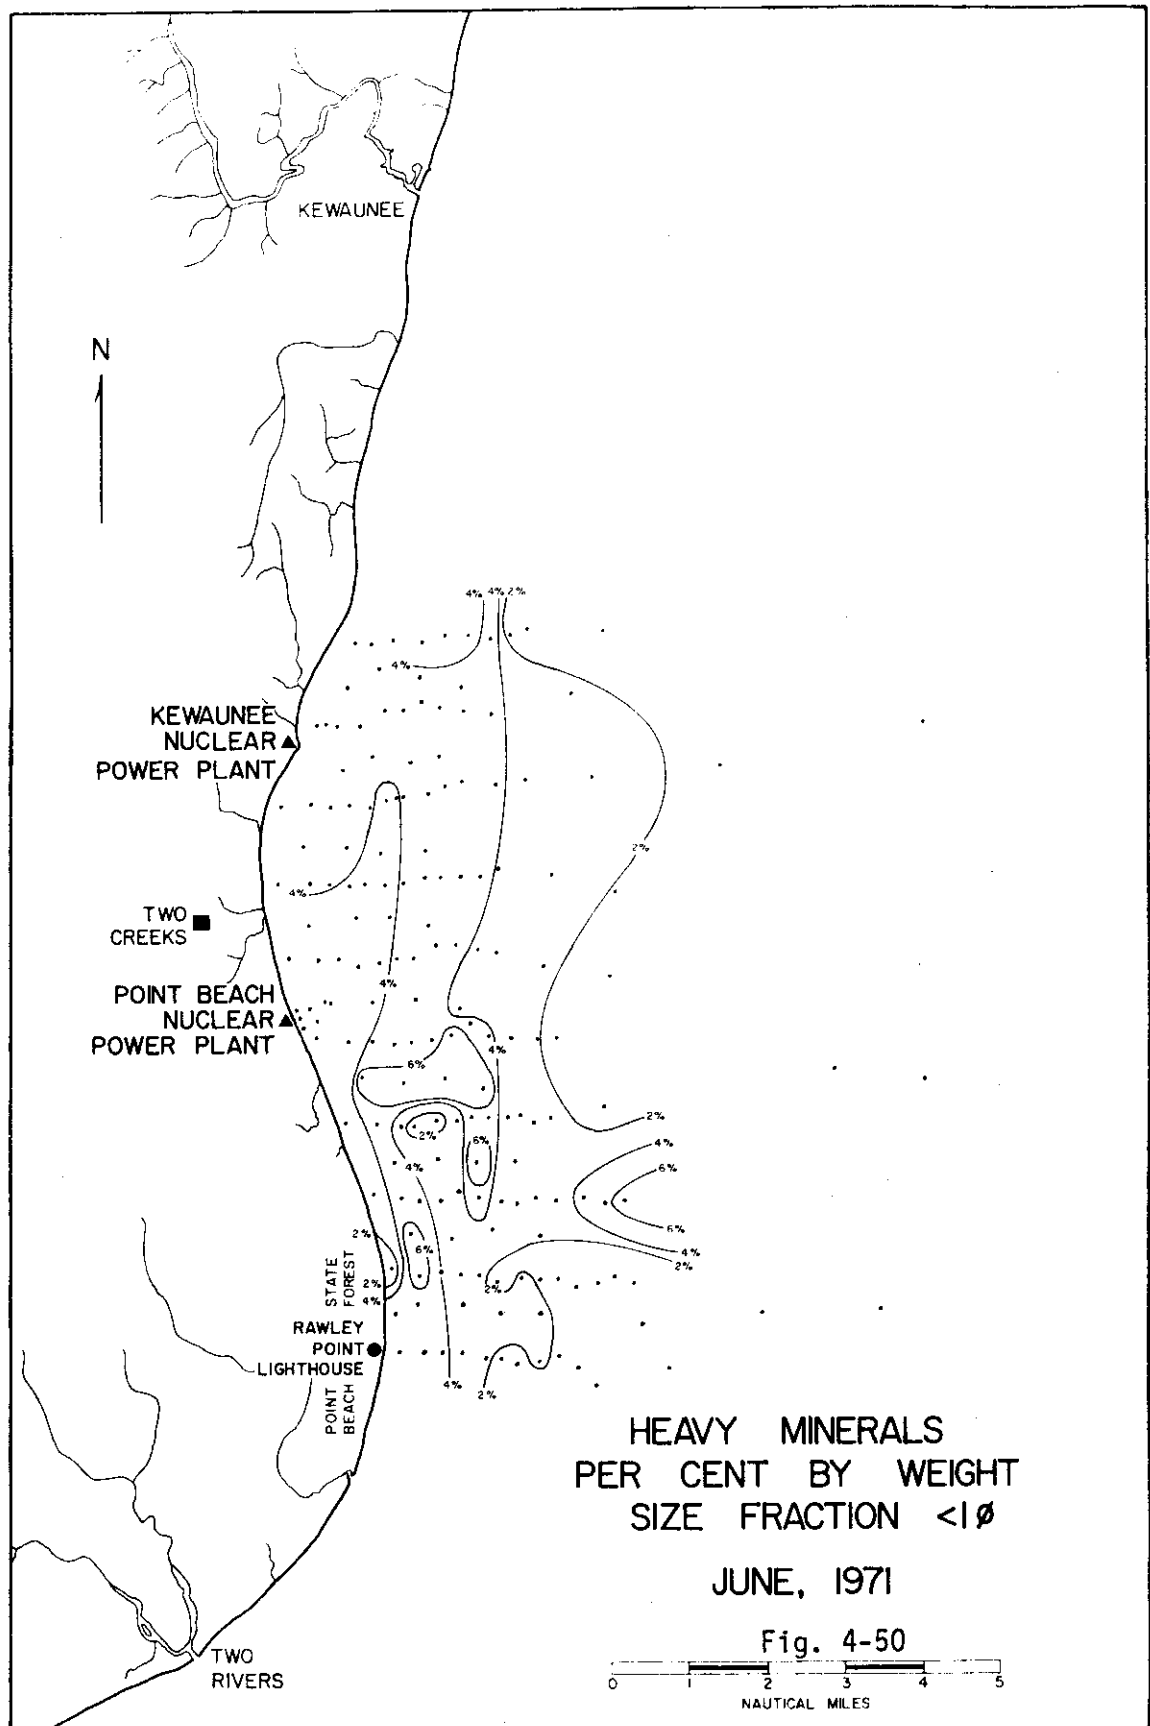 KEWAUNEE
N
4% 4% 2%
4%
KEWAUNEE
NUCLEAR
POWER PLANT
2%
4%
TWO
CREEKS
4%
POINT BEACH
NUCLEAR
POWER PLANT
4%
6%
2%
2%
4%
6%
4%
6%
6%
2%
6%
4%
2%
2%
2%
4%
STATE
FOREST
RAWLEY
POINT
LIGHTHOUSE
POINT
BEACH
4%
2%
HEAVY MINERALS
PER CENT BY WEIGHT
SIZE FRACTION <1Ø
JUNE, 1971
Fig. 4-50
0 1 2 3 4 5
NAUTICAL MILES
TWO
RIVERS